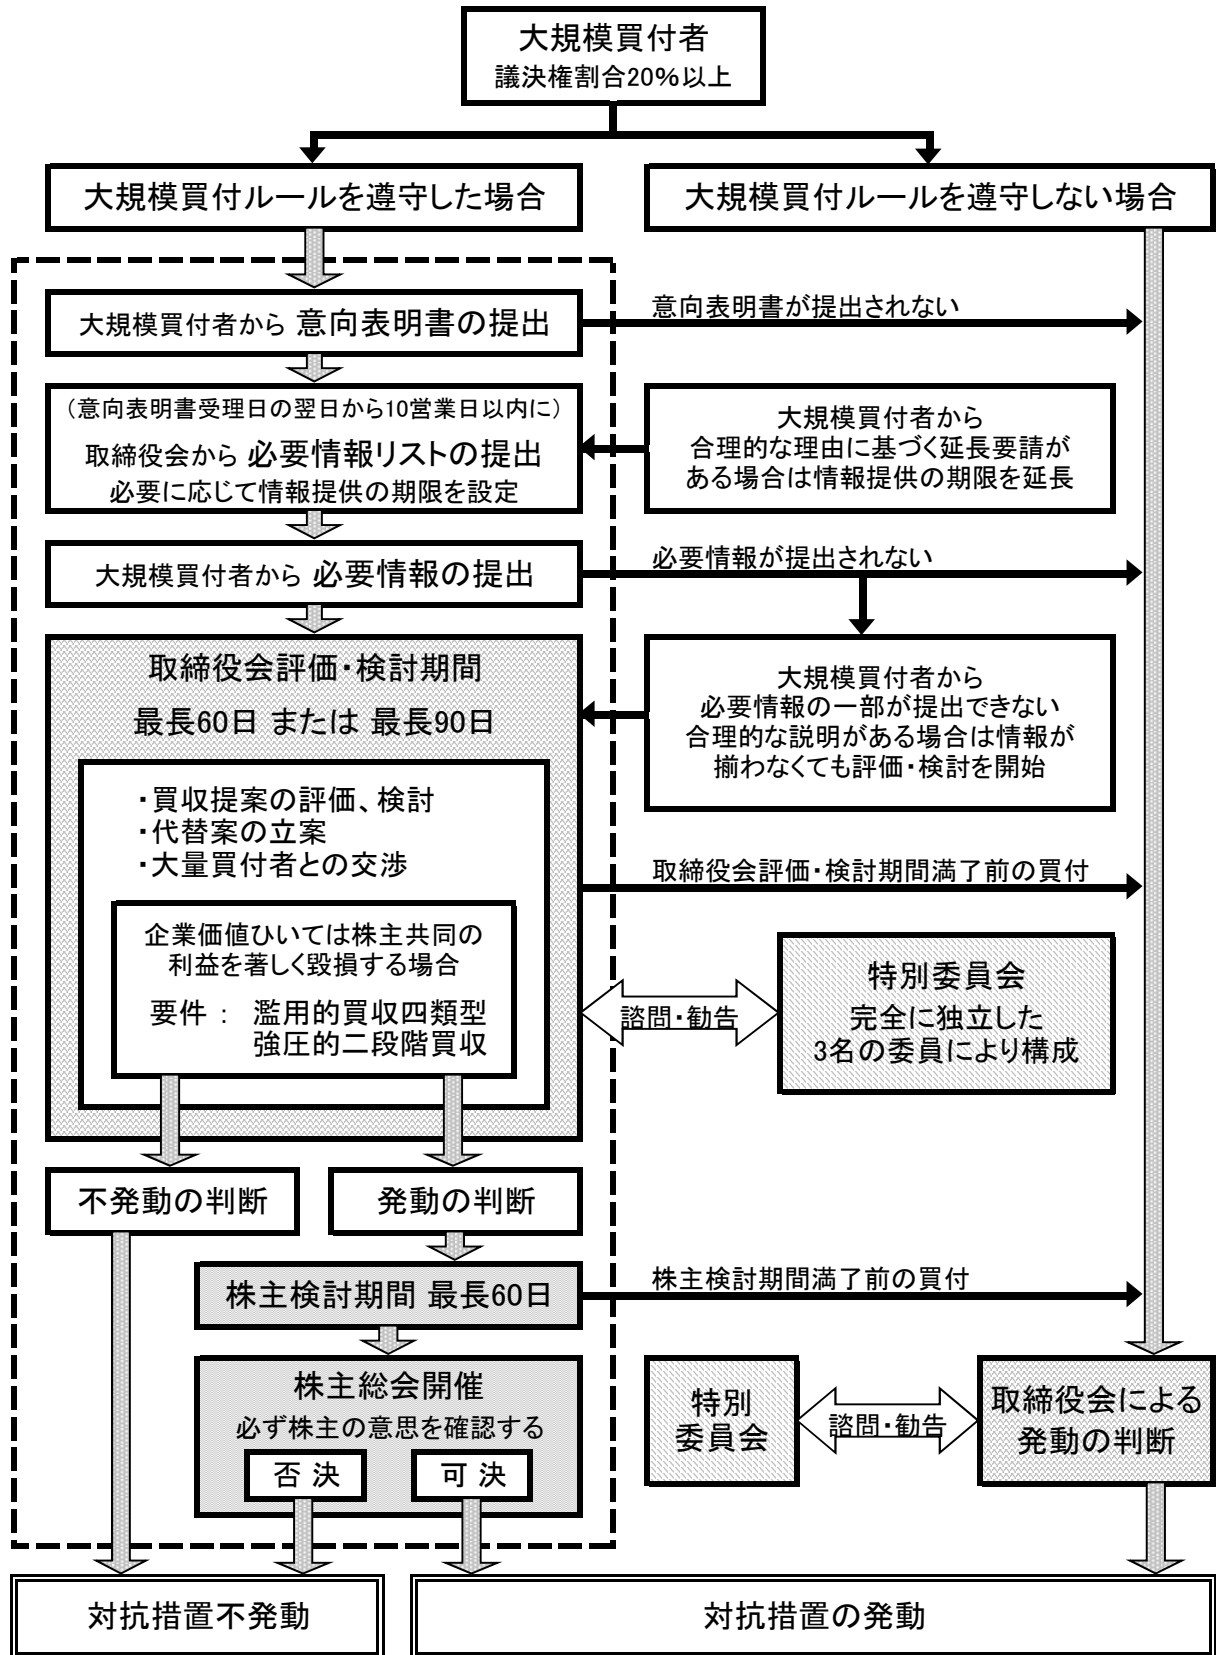 大規模買付者
議決権割合20%以上
大規模買付ルールを遵守した場合
大規模買付ルールを遵守しない場合
大規模買付者から 意向表明書の提出
意向表明書が提出されない
（意向表明書受理日の翌日から10営業日以内に）
取締役会から 必要情報リストの提出
必要に応じて情報提供の期限を設定
大規模買付者から
合理的な理由に基づく延長要請が
ある場合は情報提供の期限を延長
大規模買付者から 必要情報の提出
必要情報が提出されない
取締役会評価・検討期間
最長60日 または 最長90日
大規模買付者から
必要情報の一部が提出できない
合理的な説明がある場合は情報が
揃わなくても評価・検討を開始
・買収提案の評価、検討
・代替案の立案
・大量買付者との交渉
取締役会評価・検討期間満了前の買付
企業価値ひいては株主共同の
利益を著しく毀損する場合
要件 ： 濫用的買収四類型
強圧的二段階買収
諮問・勧告
特別委員会
完全に独立した
3名の委員により構成
不発動の判断
発動の判断
株主検討期間 最長60日
株主検討期間満了前の買付
株主総会開催
必ず株主の意思を確認する
否 決
可 決
特別
委員会
諮問・勧告
取締役会による
発動の判断
対抗措置不発動
対抗措置の発動